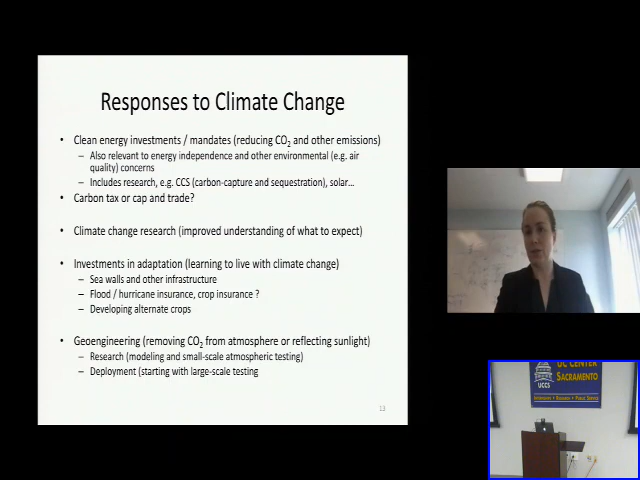 Responses to Climate Change
• Clean energy investments / mandates (reducing CO2 and other emissions)
– Also relevant to energy independence and other environmental (e.g. air
quality) concerns
– Includes research, e.g. CCS (carbon-capture and sequestration), solar…
• Carbon tax or cap and trade?
• Climate change research (improved understanding of what to expect)
• Investments in adaptation (learning to live with climate change)
– Sea walls and other infrastructure
– Flood / hurricane insurance, crop insurance ?
– Developing alternate crops
• Geoengineering (removing CO2 from atmosphere or reflecting sunlight)
– Research (modeling and small-scale atmospheric testing)
– Deployment (starting with large-scale testing
13
UC CENTER
SACRAMENTO
UCCS